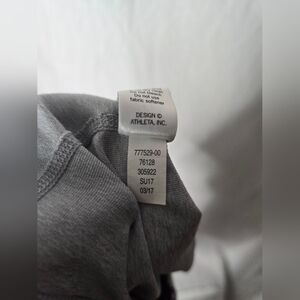 Do not use
fabric softener
DESIGN ©
ATHLETA, INC.
777529-00
76128
305922
SU17
03/17